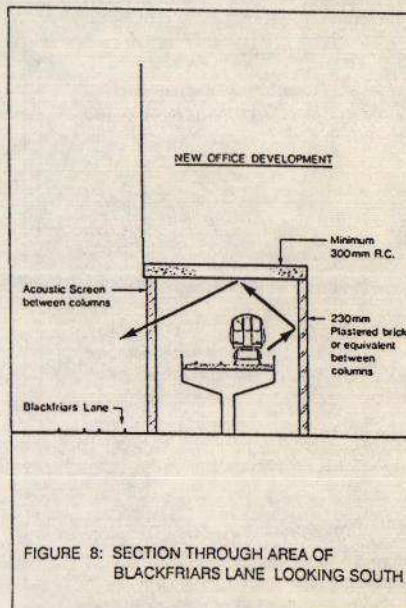 NEW OFFICE DEVELOPMENT
Minimum
300mm R.C.
Acoustic Screen
between columns
230mm
Plastered brick
or equivalent
between
columns
Blackfriars Lane
FIGURE 8: SECTION THROUGH AREA OF
BLACKFRIARS LANE LOOKING SOUTH